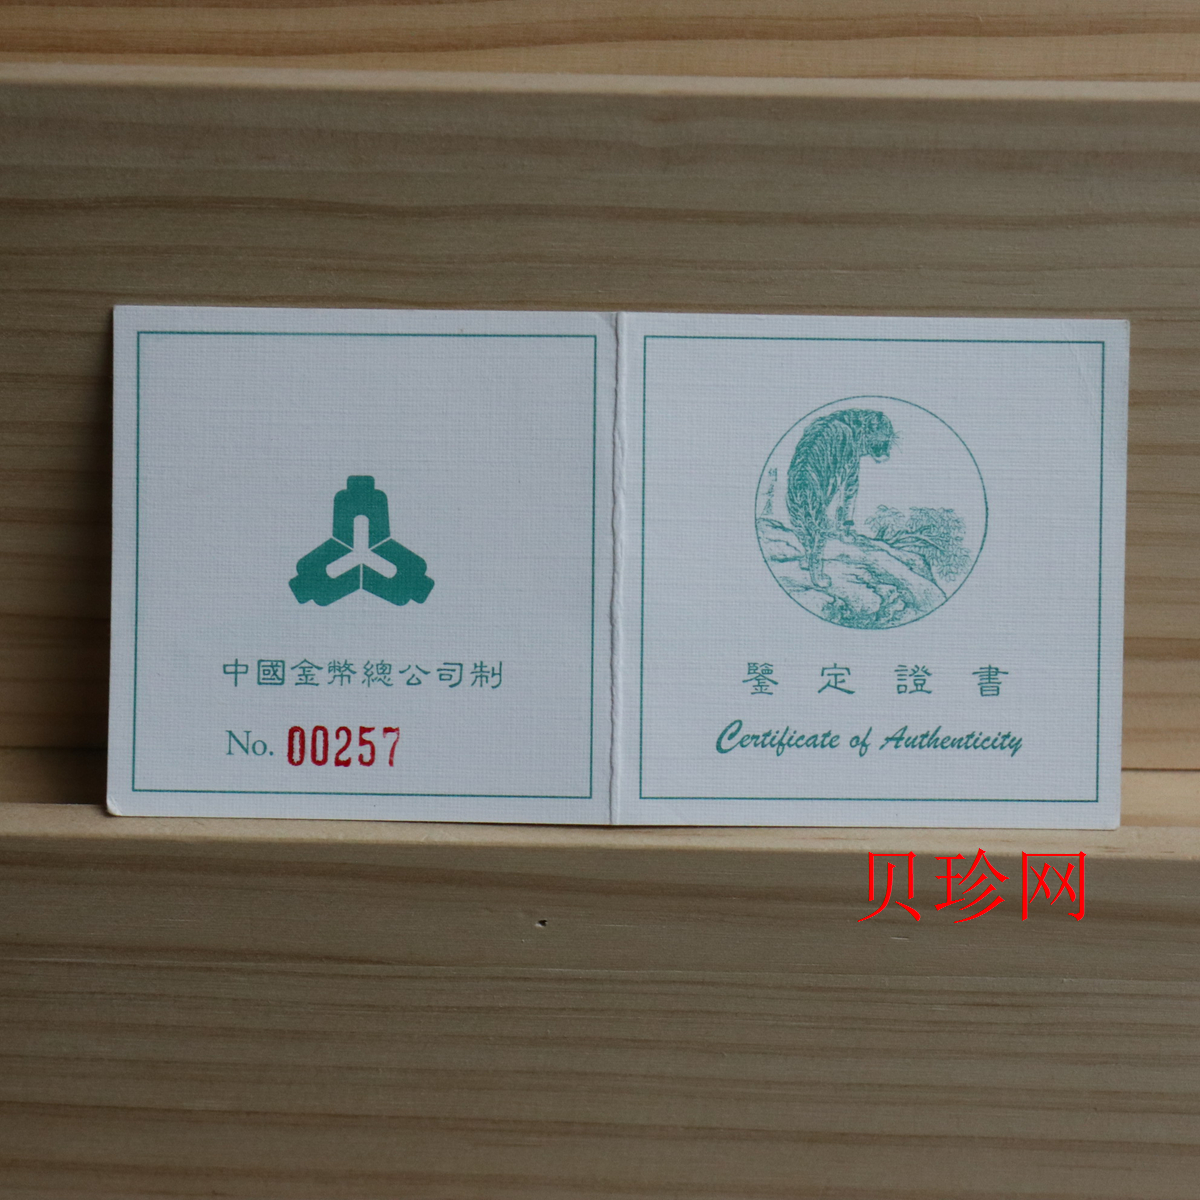 中國金幣總公司制
No. 00257
鑒定證書
Certificate of Authenticity
贝珍网